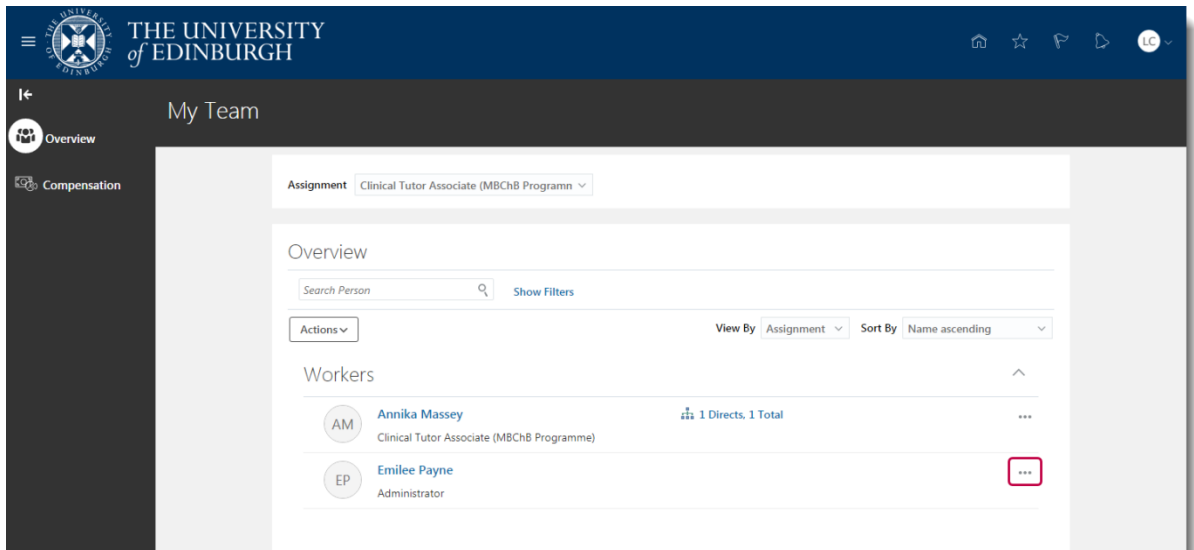 THE UNIVERSITY
of EDINBURGH
LC
My Team
Overview
Compensation
Assignment Clinical Tutor Associate (MBChB Programn
Overview
Search Person Show Filters
Actions View By Assignment Sort By Name ascending
Workers
AM Annika Massey 1 Directs, 1 Total
Clinical Tutor Associate (MBChB Programme)
EP Emilee Payne
Administrator